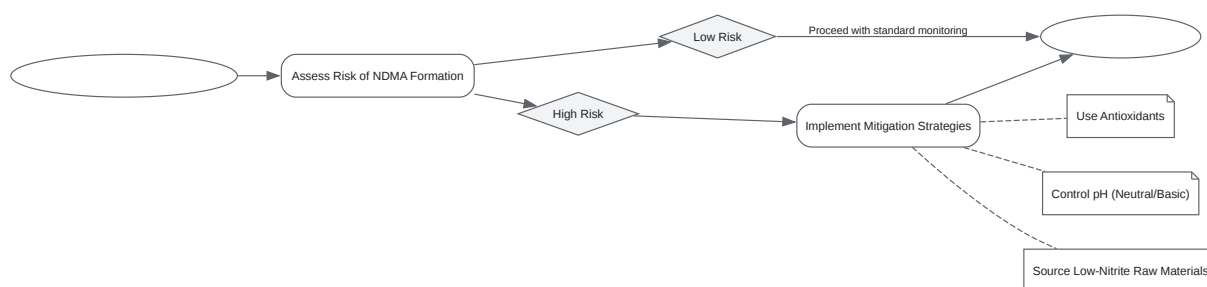 Low Risk
Proceed with standard monitoring
Assess Risk of NDMA Formation
High Risk
Implement Mitigation Strategies
Use Antioxidants
Control pH (Neutral/Basic)
Source Low-Nitrite Raw Materials